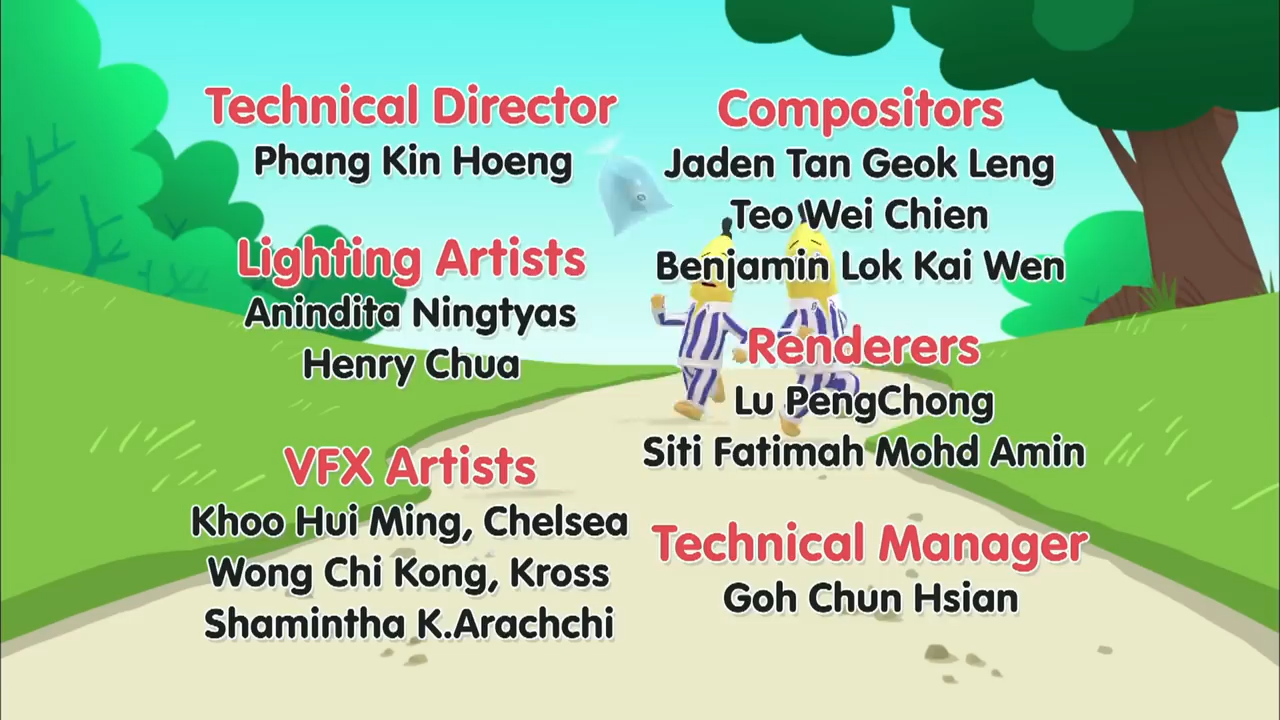 Technical Director
Phang Kin Hoeng
Lighting Artists
Anindita Ningtyas
Henry Chua
VFX Artists
Khoo Hui Ming, Chelsea
Wong Chi Kong, Kross
Shamintha K.Arachchi
Compositors
Jaden Tan Geok Leng
Teo Wei Chien
Benjamin Lok Kai Wen
Renderers
Lu PengChong
Siti Fatimah Mohd Amin
Technical Manager
Goh Chun Hsian